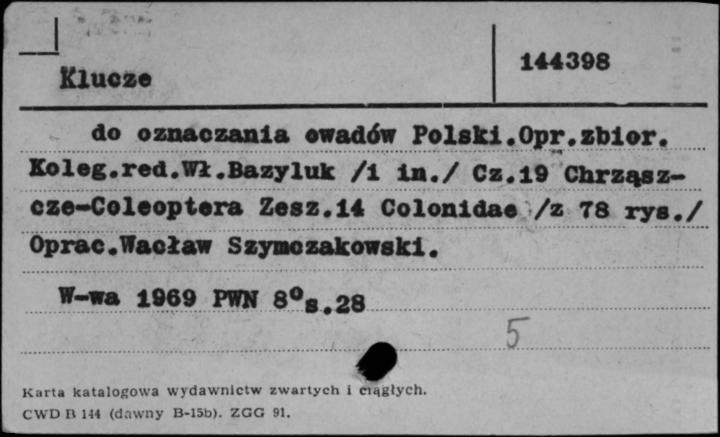 144398
Klucze
do oznaczania owadów Polski.Opr.zbior.
Koleg.red.Wł.Bazyluk /i in./ Cz.19 Chrząsz-
cze-Coleoptera Zesz.14 Colonidae /z 78 rys./
Oprac.Wacław Szymczakowski.
W-wa 1969 PWN 8°s.28
5
Karta katalogowa wydawnictw zwartych i ciągłych.
CWD B 144 (dawny B-15b). ZGG 91.